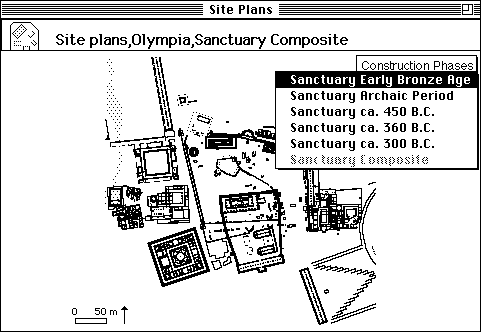 Site Plans
Site plans,Olympia,Sanctuary Composite
Construction Phases
Sanctuary Early Bronze Age
Sanctuary Archaic Period
Sanctuary ca. 450 B.C.
Sanctuary ca. 360 B.C.
Sanctuary ca. 300 B.C.
Sanctuary Composite
0 50 m